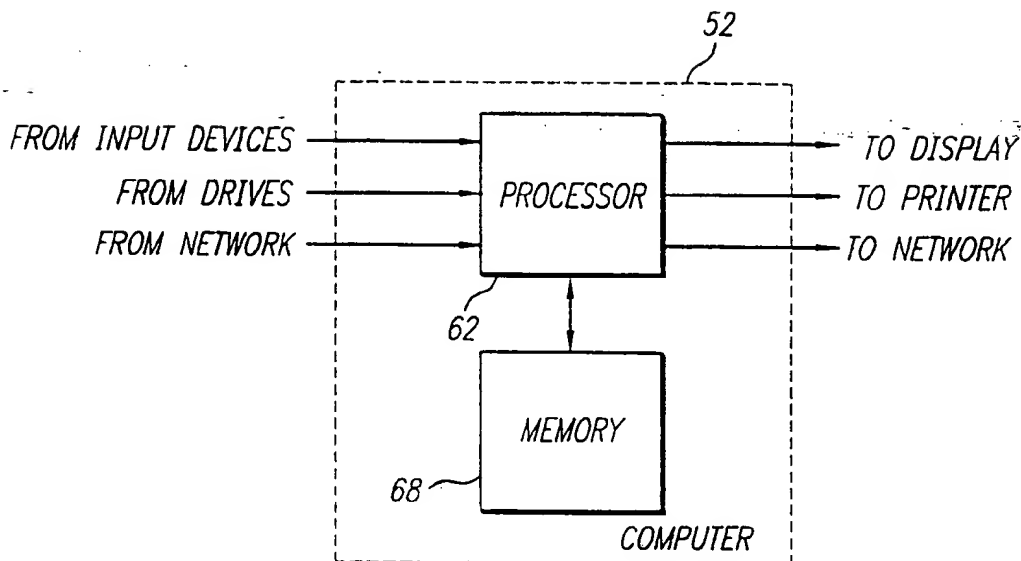 52
FROM INPUT DEVICES
FROM DRIVES
FROM NETWORK
PROCESSOR
TO DISPLAY
TO PRINTER
TO NETWORK
62
MEMORY
68
COMPUTER